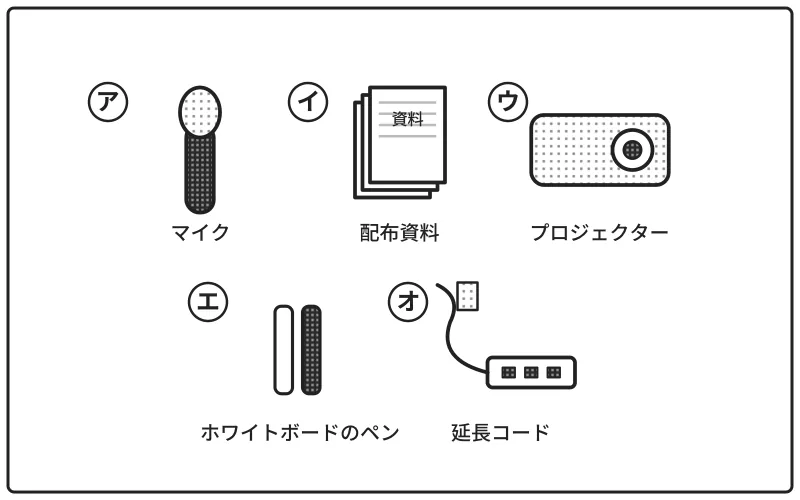 ア
イ
ウ
資料
マイク
配布資料
プロジェクター
エ
オ
ホワイトボードのペン
延長コード